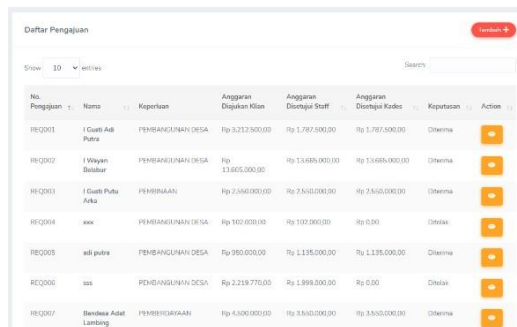 Daftar Pengajuan
Tambah +
Show 10 entries
Search:
No. Pengajuan Nama Keperluan Anggaran Diajukan Klian Anggaran Disetujui Staff Anggaran Disetujui Kades Keputusan Action
REQ001 I Gusti Adi Putra PEMBANGUNAN DESA Rp 3.212.500,00 Rp 1.787.500,00 Rp 1.787.500,00 Diterima
REQ002 I Wayan Belabur PEMBANGUNAN DESA Rp 13.605.000,00 Rp 13.665.000,00 Rp 13.665.000,00 Diterima
REQ003 I Gusti Putu Arka PEMBINAAN Rp 2.550.000,00 Rp 2.550.000,00 Rp 2.550.000,00 Diterima
REQ004 PEMBANGUNAN DESA Rp 102.000,00 Rp 102.000,00 Rp 0,00 Ditolak
REQ005 adi putra PEMBANGUNAN DESA Rp 950.000,00 Rp 1.135.000,00 Rp 1.135.000,00 Diterima
REQ006 PEMBANGUNAN DESA Rp 2.219.770,00 Rp 1.999.000,00 Rp 0,00 Ditolak
REQ007 Bendesa Adat Lambing PEMBERDAYAAN Rp 4.500.000,00 Rp 3.550.000,00 Rp 3.550.000,00 Diterima